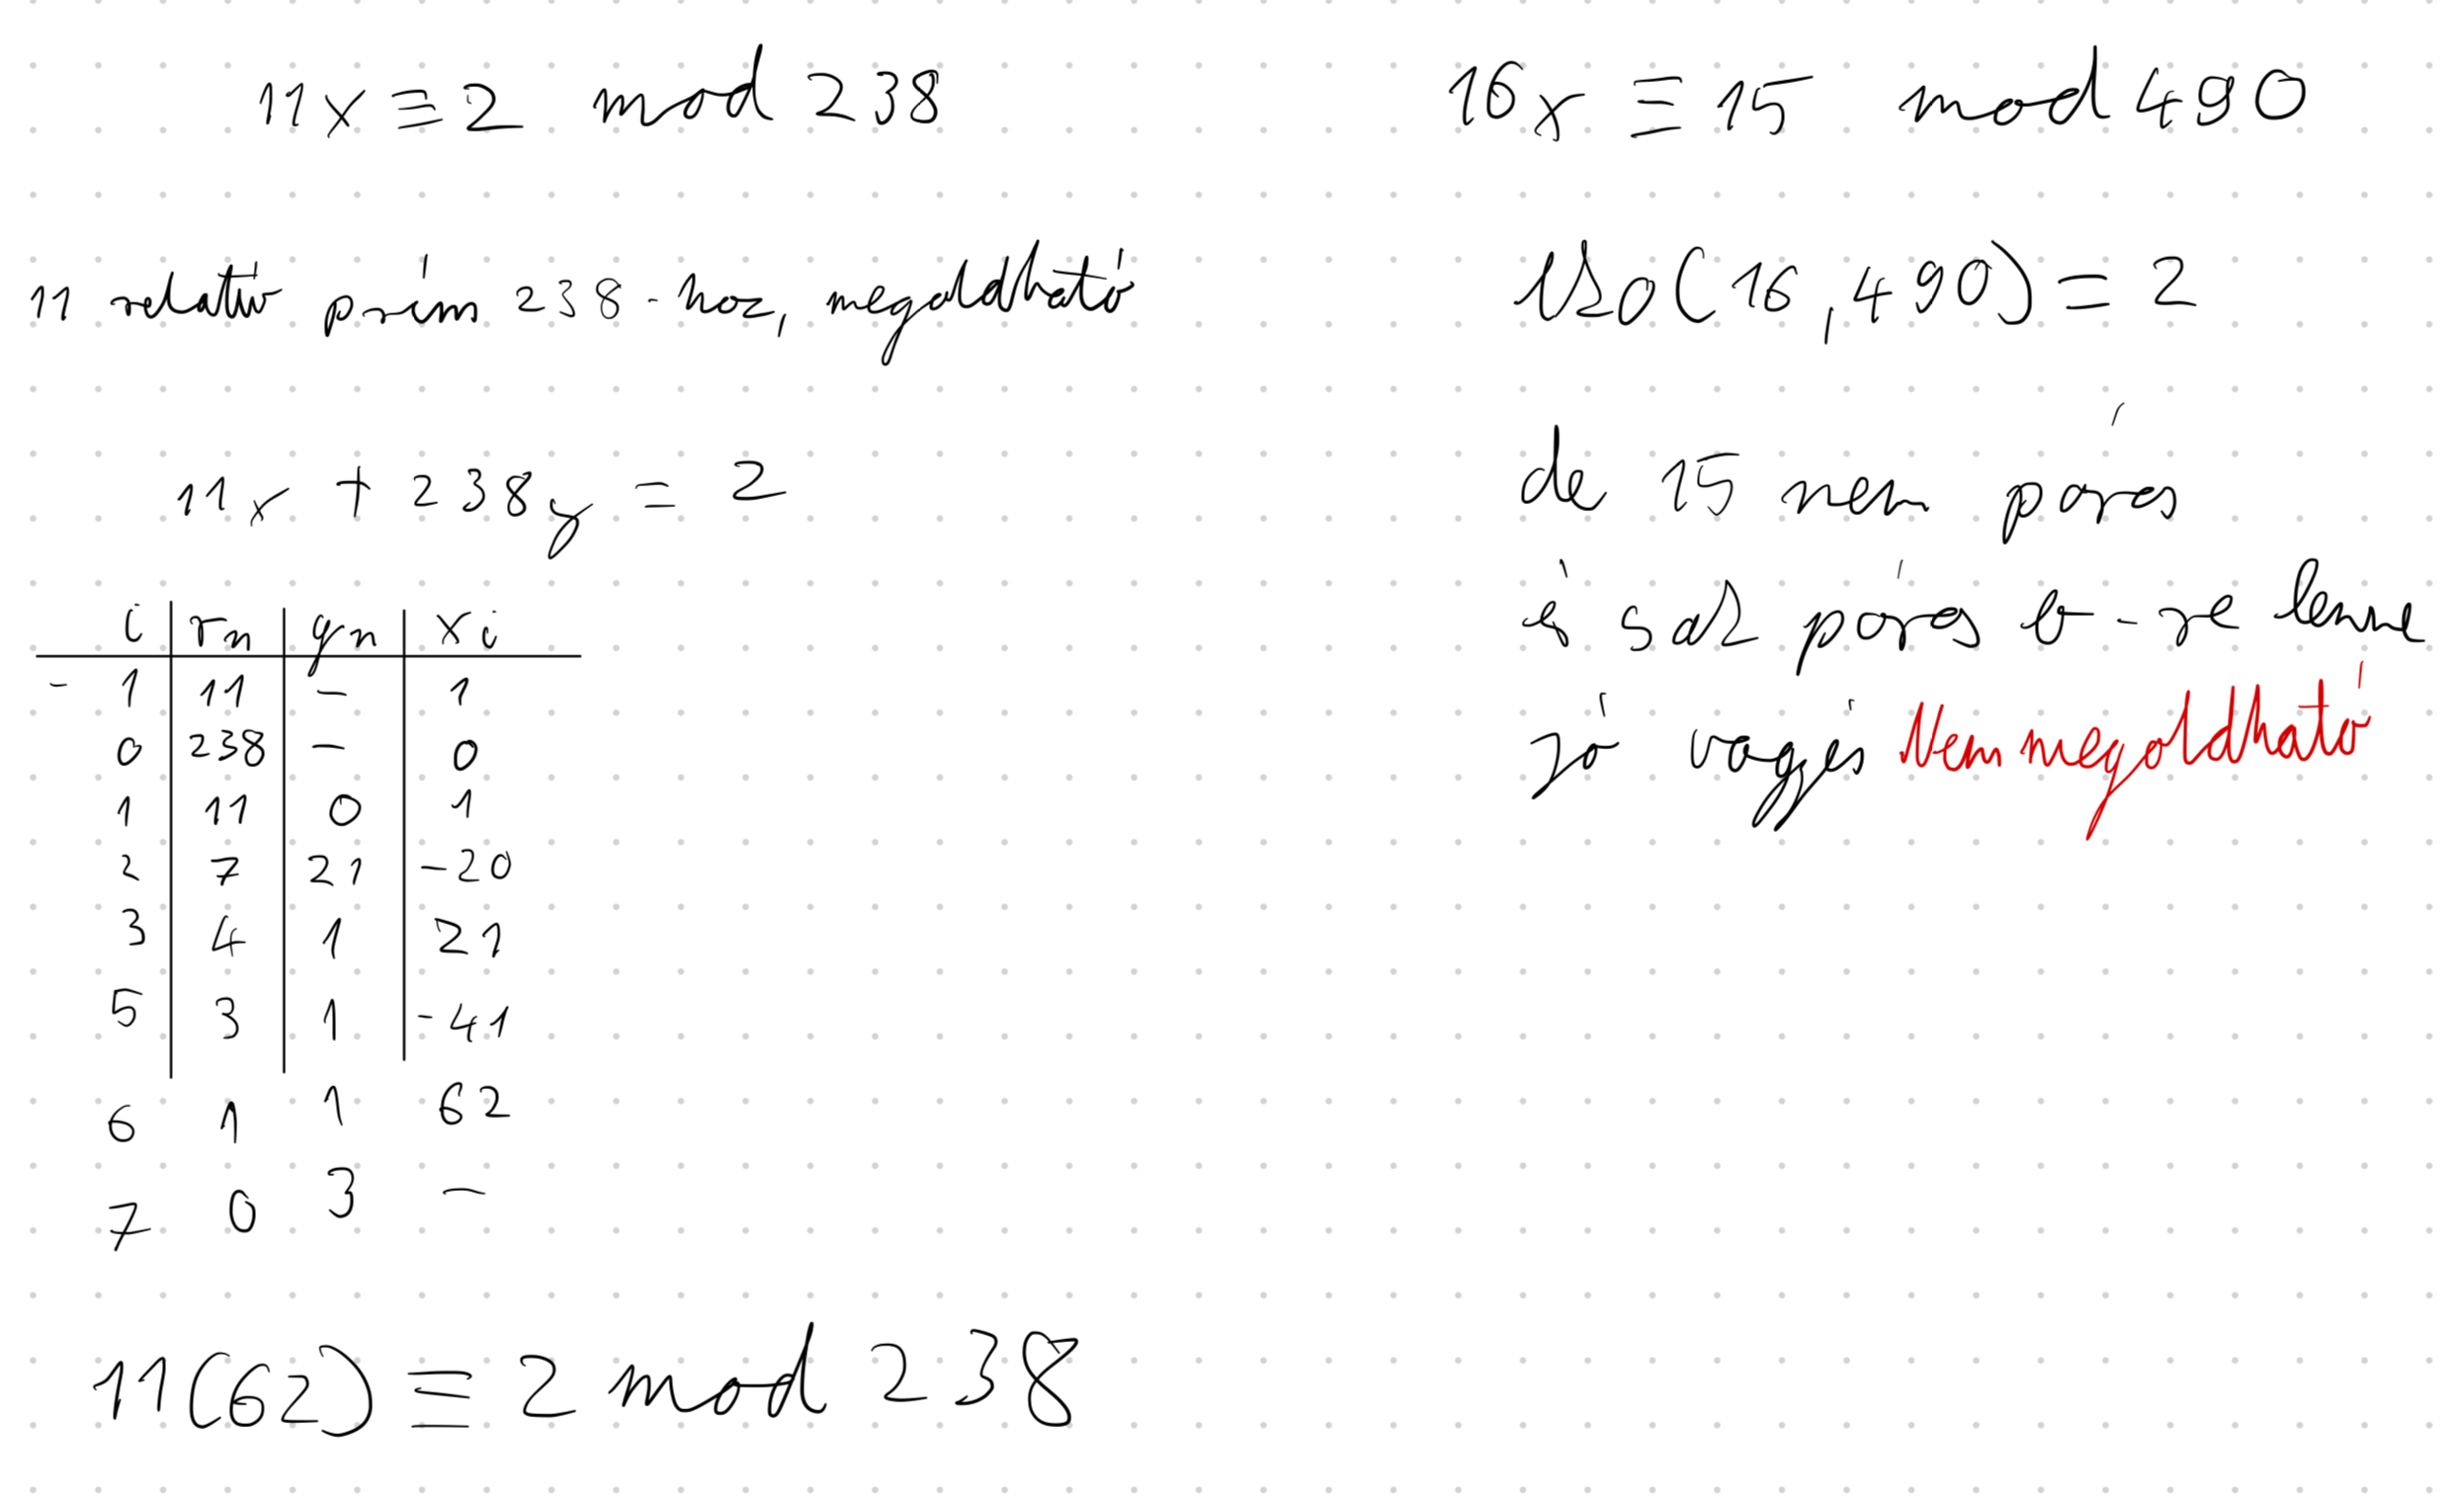 11x ≡ 2 mod 238
11 relatív prím 238-hoz, megoldható
11x + 238y = 2
i | rn | qn | xi
-1 | 11 | - | 1
0 | 238 | - | 0
1 | 11 | 0 | 1
2 | 7 | 21 | -20
3 | 4 | 1 | 21
5 | 3 | 1 | -41
6 1 1 62
7 0 3 -
11(62) ≡ 2 mod 238
16x ≡ 15 mod 490
lko(16,490) = 2
de 15 nem páros
és sak páros b-re lenne
jó vagyis Nem megoldható